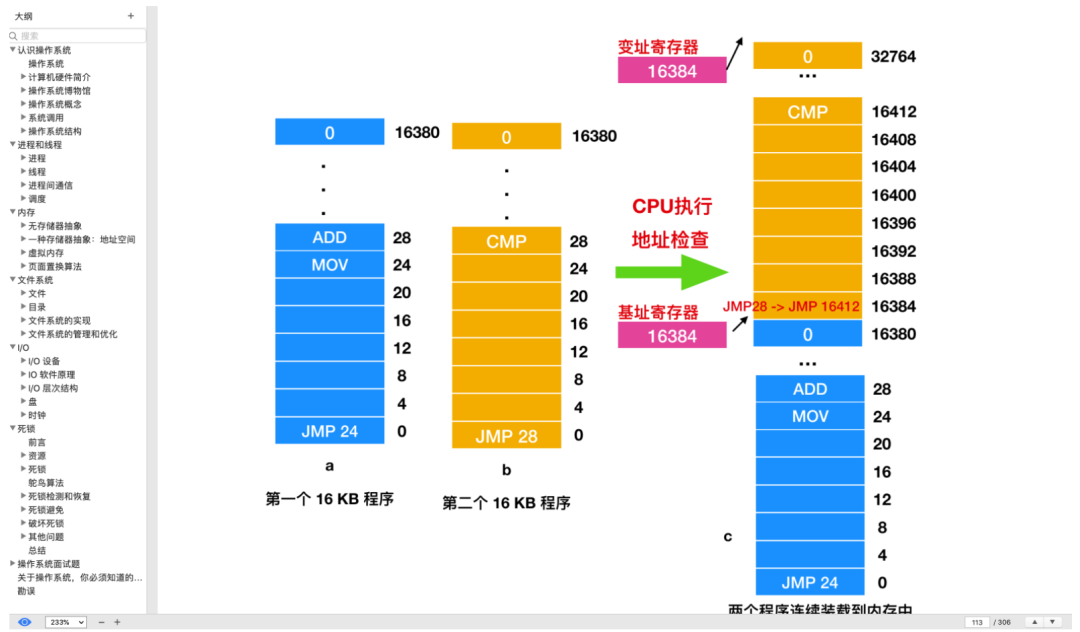 大纲
+
搜索
认识操作系统
操作系统
计算机硬件简介
操作系统博物馆
操作系统概念
系统调用
操作系统结构
进程和线程
进程
线程
进程间通信
调度
内存
无存储器抽象
一种存储器抽象：地址空间
虚拟内存
页面置换算法
文件系统
文件
目录
文件系统的实现
文件系统的管理和优化
I/O
I/O 设备
IO 软件原理
I/O 层次结构
盘
时钟
死锁
前言
资源
死锁
鸵鸟算法
死锁检测和恢复
死锁避免
破坏死锁
其他问题
总结
操作系统面试题
关于操作系统，你必须知道的...
勘误
0 16380
.
.
.
ADD 28
MOV 24
20
16
12
8
4
JMP 24 0
a
第一个 16 KB 程序
0 16380
.
.
.
CMP 28
24
20
16
12
8
4
JMP 28 0
b
第二个 16 KB 程序
CPU执行
地址检查
变址寄存器
16384
基址寄存器
16384
0 32764
...
CMP 16412
16408
16404
16400
16396
16392
16388
JMP28 -> JMP 16412 16384
0 16380
...
ADD 28
MOV 24
20
16
12
8
4
JMP 24 0
c
两个程序连续装载到内存中
233%
− +
113 / 306